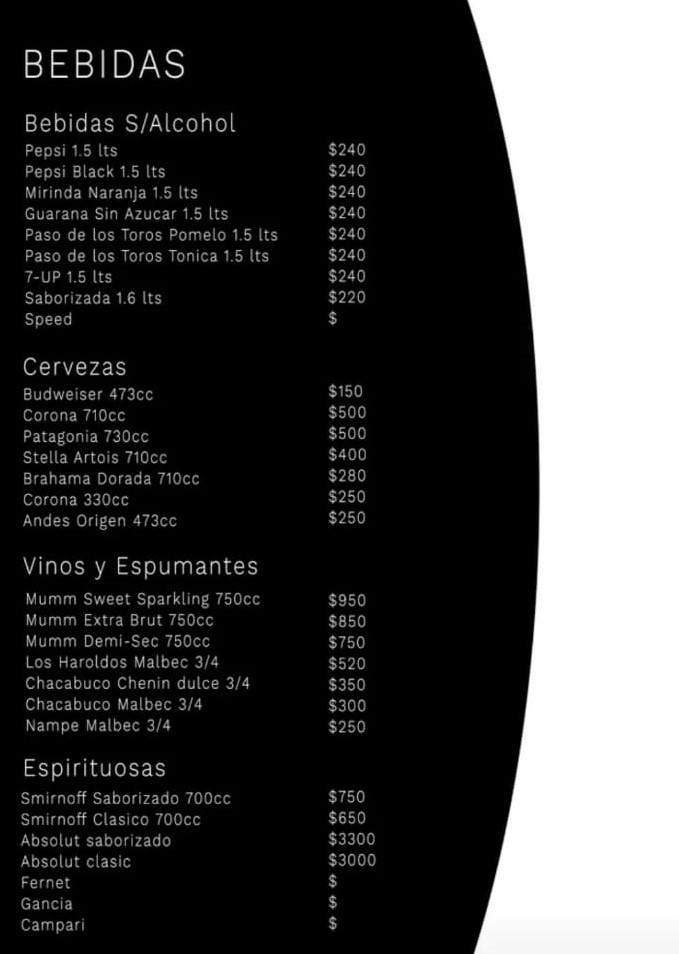 BEBIDAS
Bebidas S/Alcohol
Pepsi 1.5 lts $240
Pepsi Black 1.5 lts $240
Mirinda Naranja 1.5 lts $240
Guarana Sin Azucar 1.5 lts $240
Paso de los Toros Pomelo 1.5 lts $240
Paso de los Toros Tonica 1.5 lts $240
7-UP 1.5 lts $240
Saborizada 1.6 lts $220
Speed $
Cervezas
Budweiser 473cc $150
Corona 710cc $500
Patagonia 730cc $500
Stella Artois 710cc $400
Brahama Dorada 710cc $280
Corona 330cc $250
Andes Origen 473cc $250
Vinos y Espumantes
Mumm Sweet Sparkling 750cc $950
Mumm Extra Brut 750cc $850
Mumm Demi-Sec 750cc $750
Los Haroldos Malbec 3/4 $520
Chacabuco Chenin dulce 3/4 $350
Chacabuco Malbec 3/4 $300
Nampe Malbec 3/4 $250
Espirituosas
Smirnoff Saborizado 700cc $750
Smirnoff Clasico 700cc $650
Absolut saborizado $3300
Absolut clasic $3000
Fernet $
Gancia $
Campari $